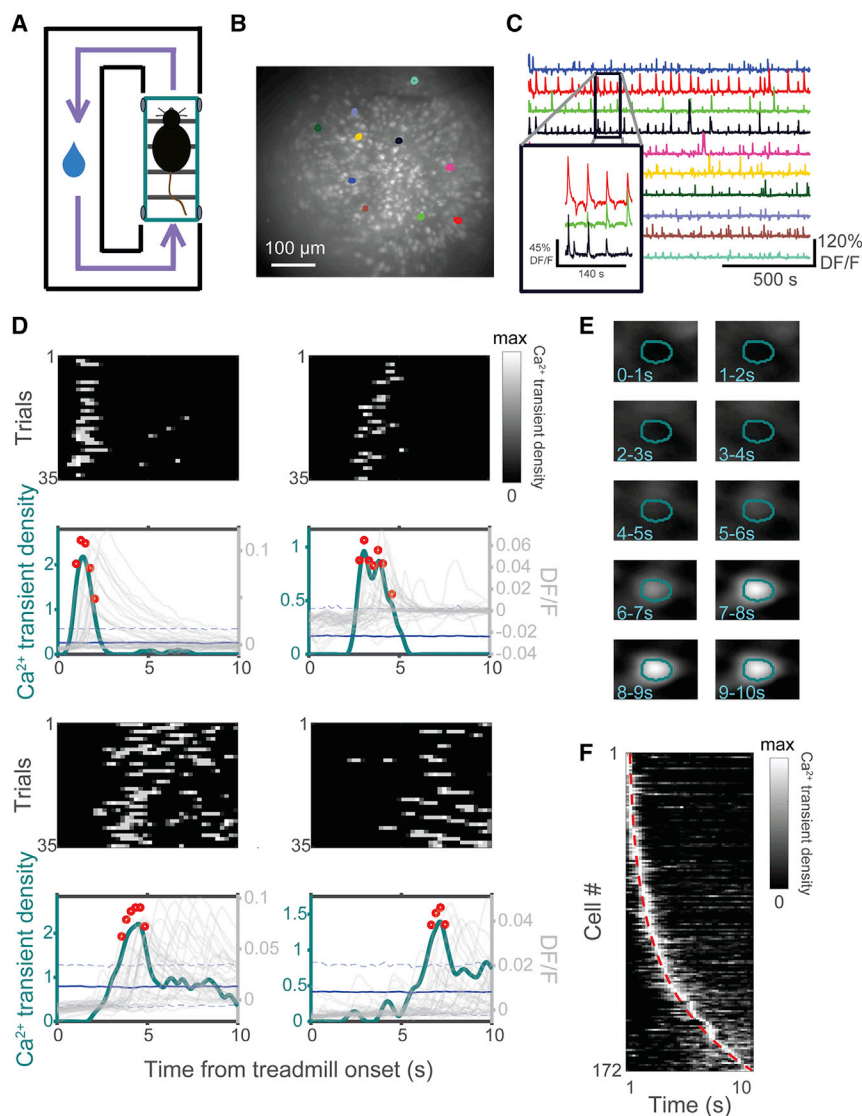 A
B
100 µm
C
45%
DF/F
140 s
120%
DF/F
500 s
D
1
Trials
35
max
Ca²⁺ transient density
0
Ca²⁺ transient density
2
1
0
0.1
0
0
5
10
1
0.5
0
0.06
0.04
0.02
0
-0.02
-0.04
DF/F
0
5
10
1
Trials
35
1
35
Ca²⁺ transient density
2
1
0
0.1
0.05
0
0
5
10
1.5
1
0.5
0
0.04
0.02
0
DF/F
0
5
10
Time from treadmill onset (s)
E
0-1s
1-2s
2-3s
3-4s
4-5s
5-6s
6-7s
7-8s
8-9s
9-10s
F
1
Cell #
172
1
10
Time (s)
max
Ca²⁺ transient density
0